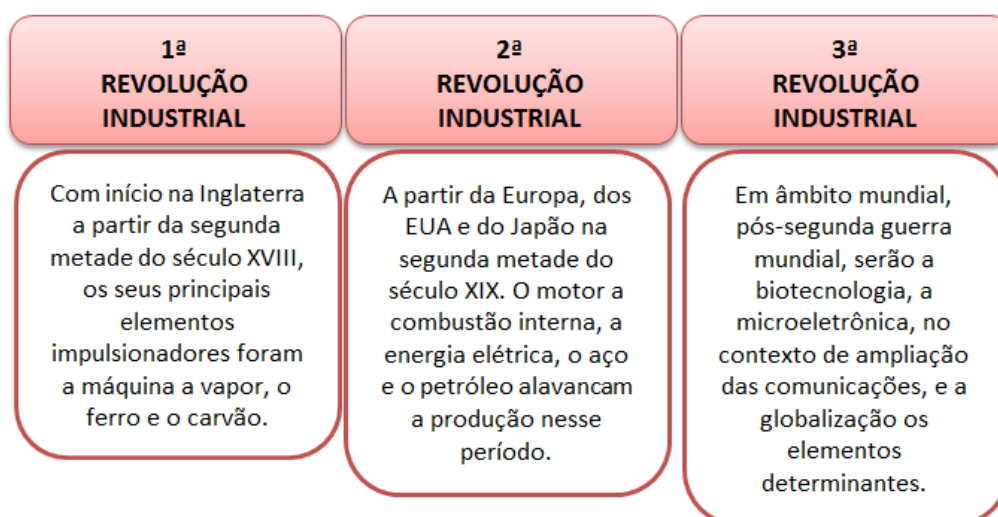 1ª
REVOLUÇÃO
INDUSTRIAL
Com início na Inglaterra
a partir da segunda
metade do século XVIII,
os seus principais
elementos
impulsionadores foram
a máquina a vapor, o
ferro e o carvão.
2ª
REVOLUÇÃO
INDUSTRIAL
A partir da Europa, dos
EUA e do Japão na
segunda metade do
século XIX. O motor a
combustão interna, a
energia elétrica, o aço
e o petróleo alavancam
a produção nesse
período.
3ª
REVOLUÇÃO
INDUSTRIAL
Em âmbito mundial,
pós-segunda guerra
mundial, serão a
biotecnologia, a
microeletrônica, no
contexto de ampliação
das comunicações, e a
globalização os
elementos
determinantes.